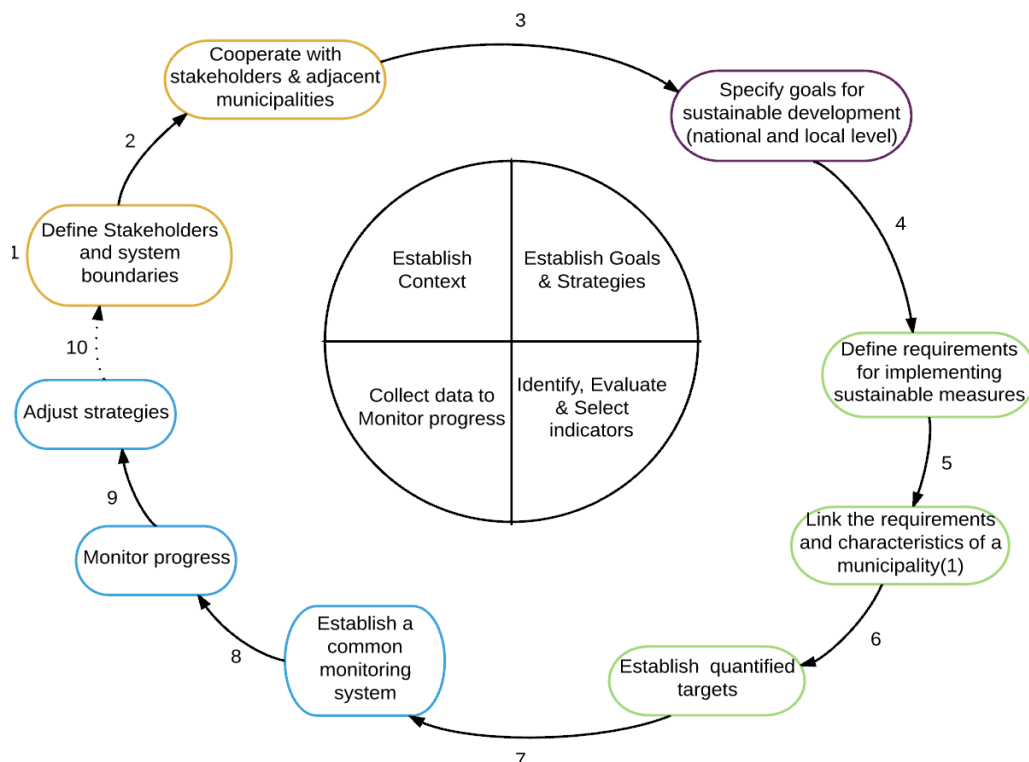 3
Cooperate with
stakeholders & adjacent
municipalities
Specify goals for
sustainable development
(national and local level)
2
4
1
Define Stakeholders
and system
boundaries
Establish
Context
Establish Goals
& Strategies
10
Define requirements
for implementing
sustainable measures
Adjust strategies
Collect data to
Monitor progress
Identify, Evaluate
& Select
indicators
5
9
Link the requirements
and characteristics of a
municipality(1)
Monitor progress
6
8
Establish a
common
monitoring
system
Establish quantified
targets
7